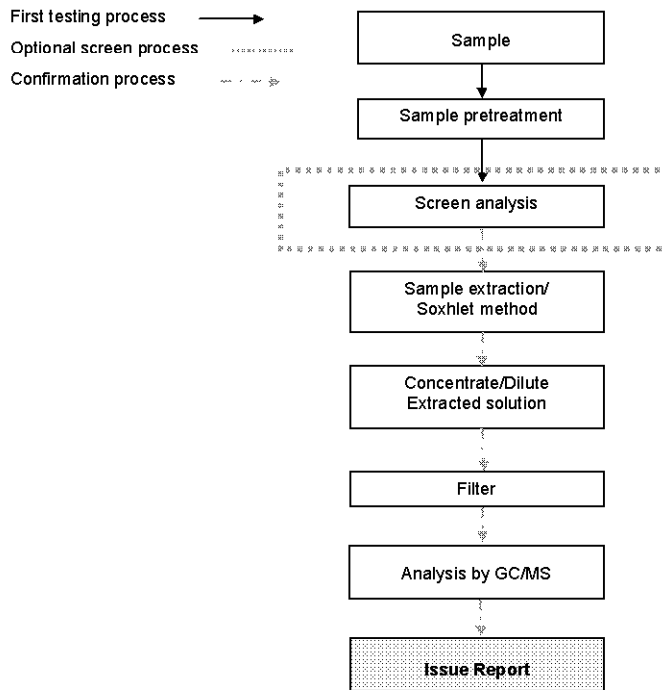 First testing process
Optional screen process
Confirmation process
Sample
Sample pretreatment
Screen analysis
Sample extraction/
Soxhlet method
Concentrate/Dilute
Extracted solution
Filter
Analysis by GC/MS
Issue Report